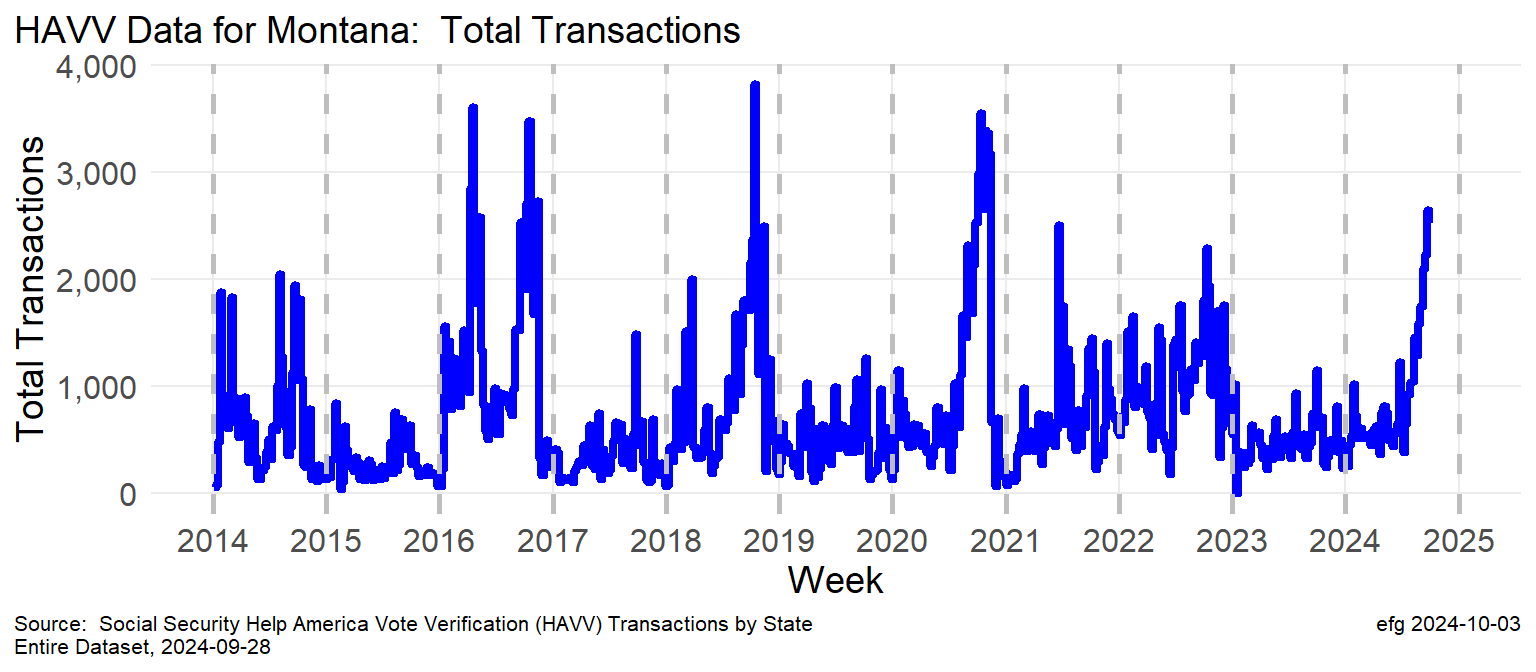 HAVV Data for Montana:  Total Transactions
4,000
3,000
2,000
1,000
0
Total Transactions
2014 2015 2016 2017 2018 2019 2020 2021 2022 2023 2024 2025
Week
Source:  Social Security Help America Vote Verification (HAVV) Transactions by State
Entire Dataset, 2024-09-28
efg 2024-10-03